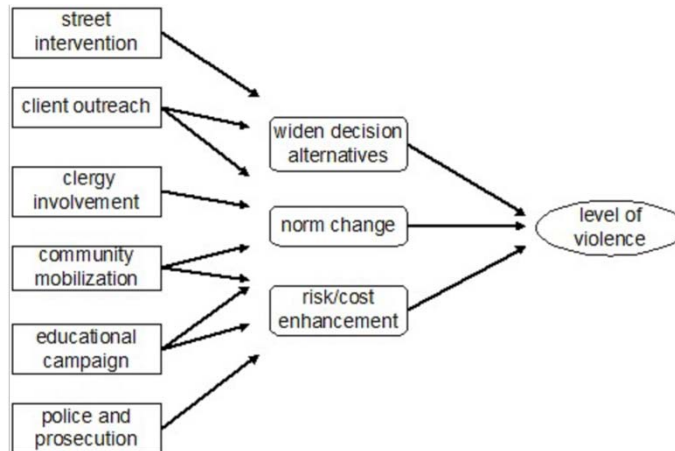 street
intervention
client outreach
clergy
involvement
community
mobilization
educational
campaign
police and
prosecution
widen decision
alternatives
norm change
risk/cost
enhancement
level of
violence